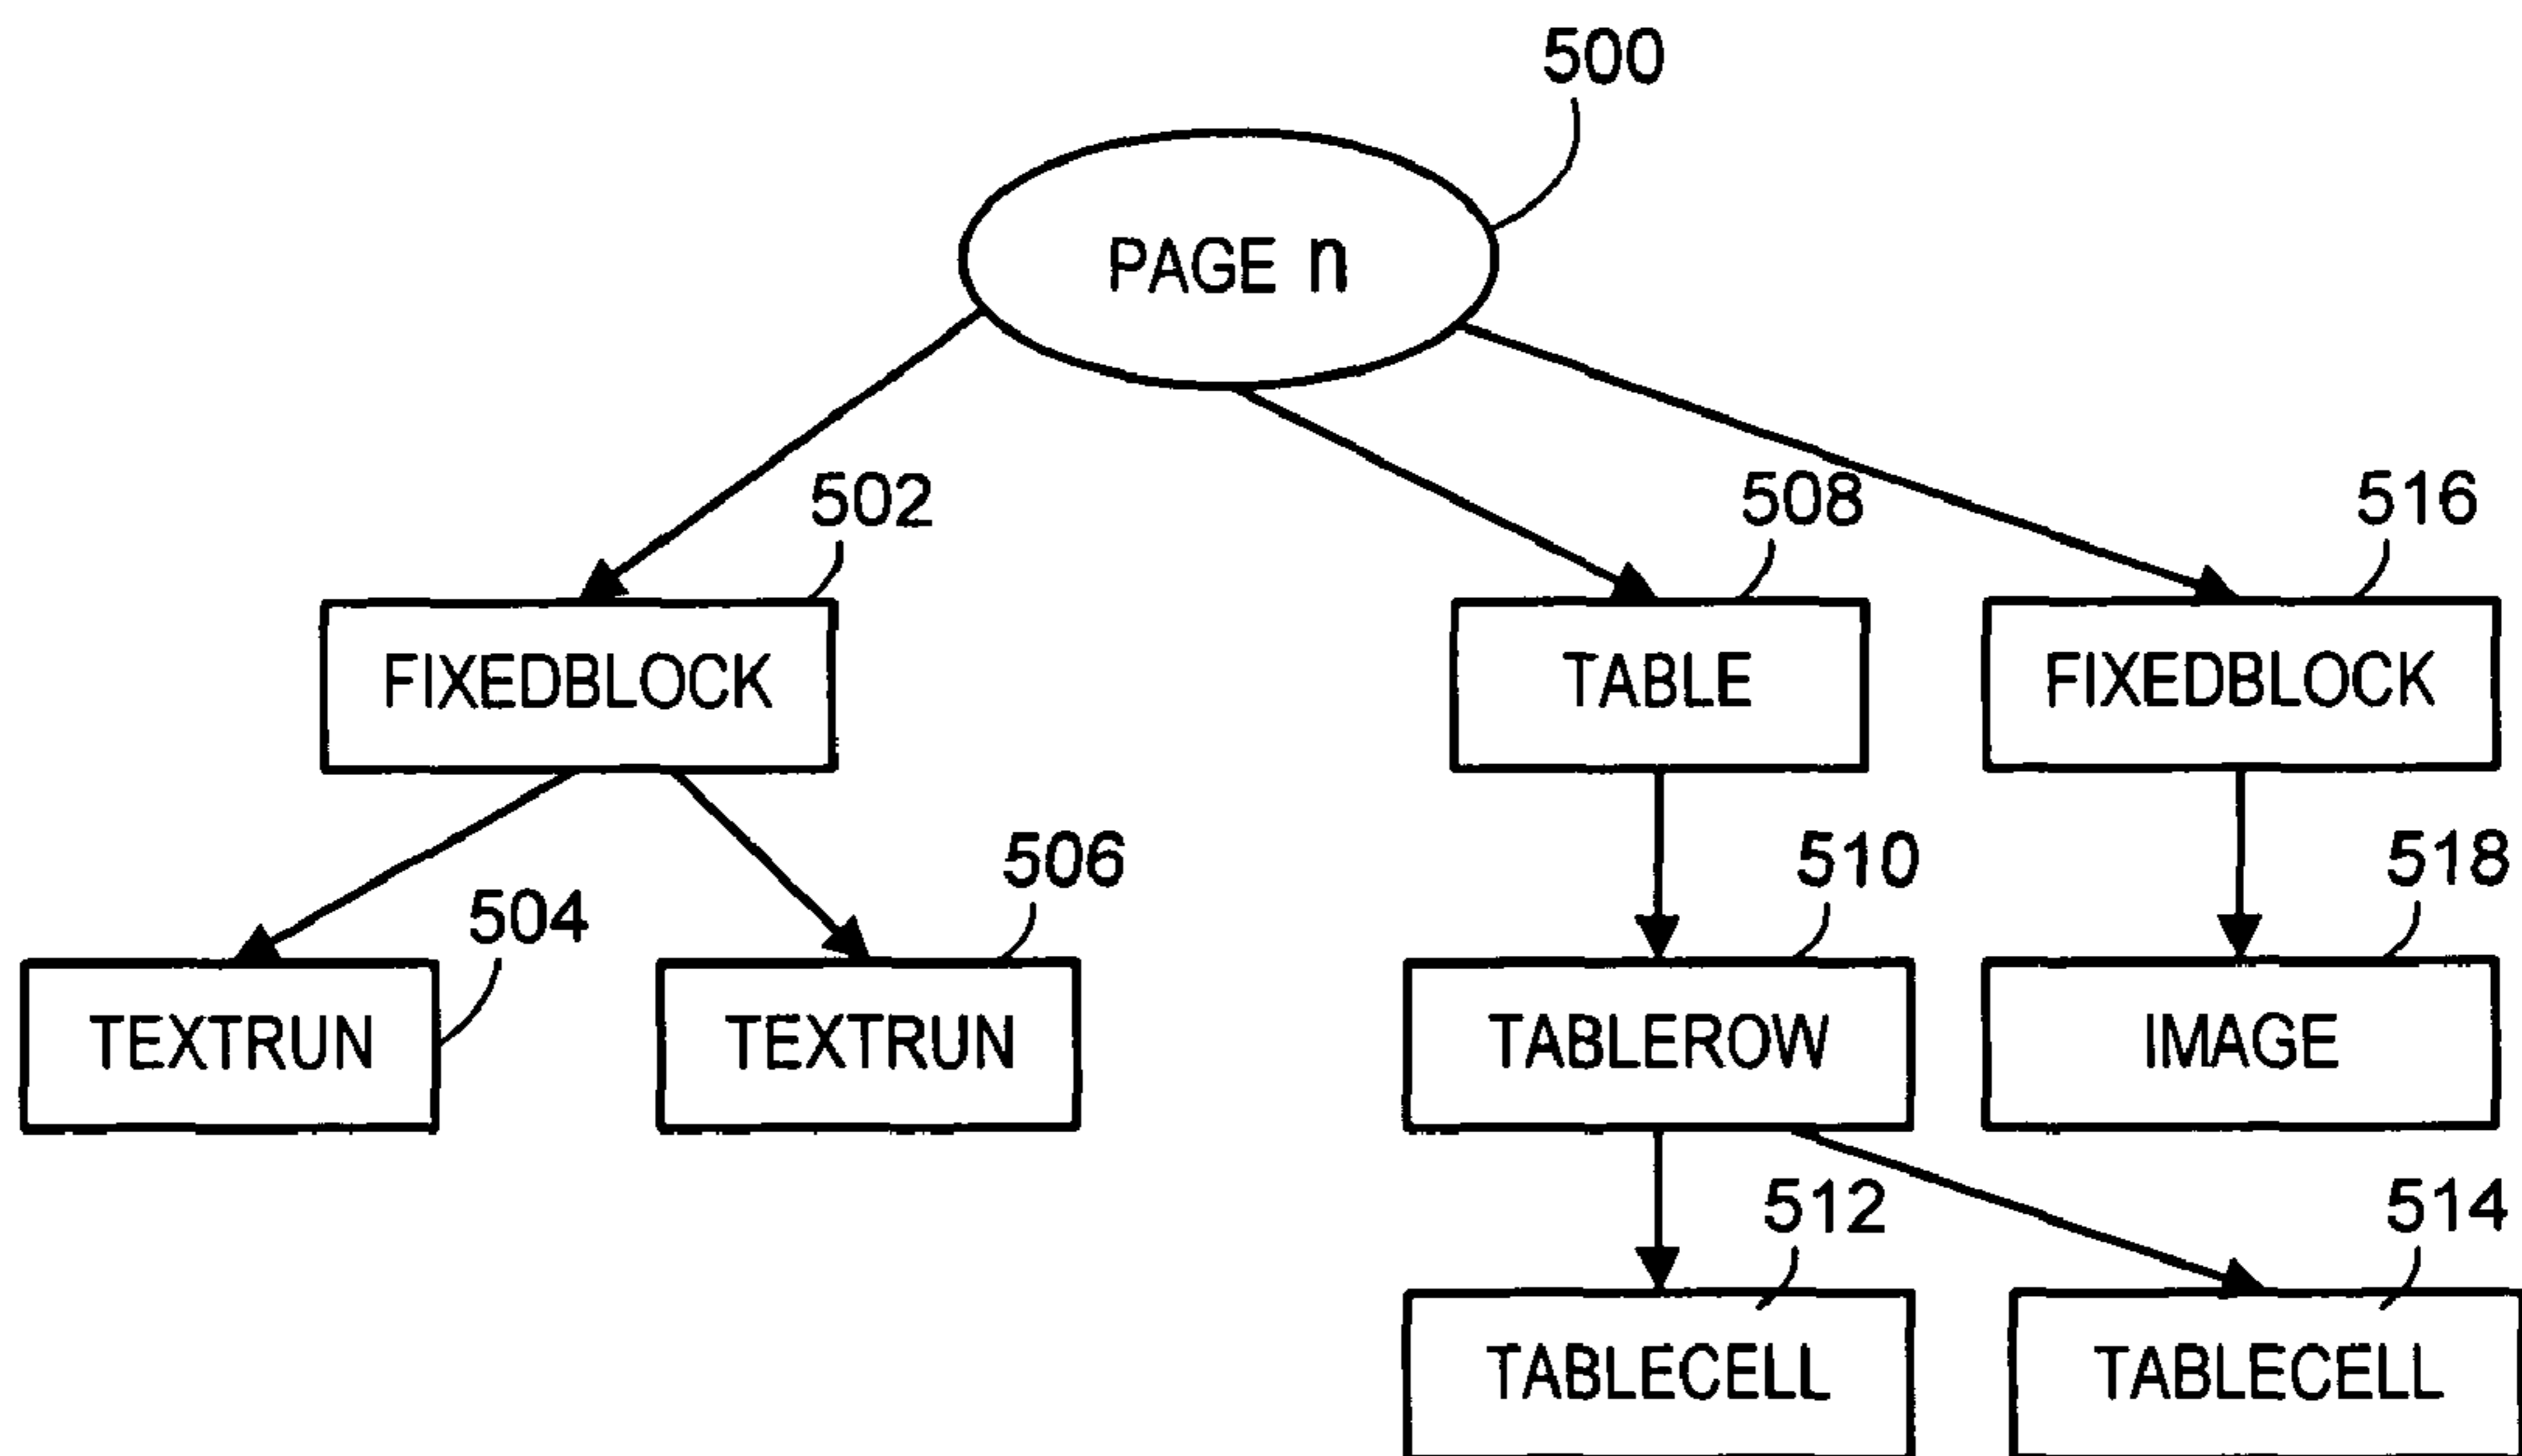 500
PAGE n
502
508
516
FIXEDBLOCK
TABLE
FIXEDBLOCK
506
510
518
504
TEXTRUN
TEXTRUN
TABLEROW
IMAGE
512
514
TABLECELL
TABLECELL